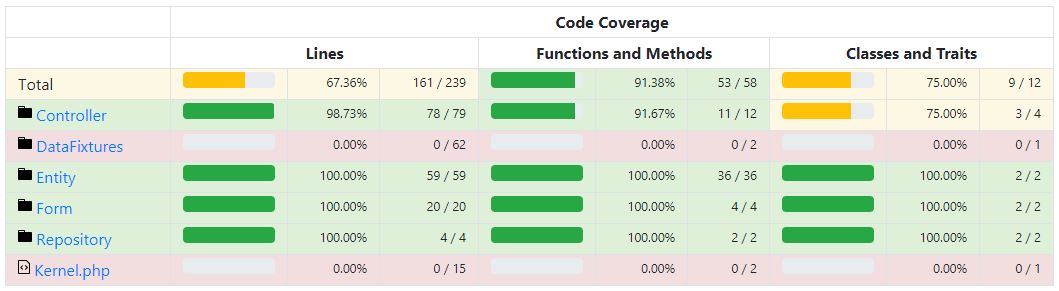 Code Coverage
Lines Functions and Methods Classes and Traits
Total 67.36% 161 / 239 91.38% 53 / 58 75.00% 9 / 12
Controller 98.73% 78 / 79 91.67% 11 / 12 75.00% 3 / 4
DataFixtures 0.00% 0 / 62 0.00% 0 / 2 0.00% 0 / 1
Entity 100.00% 59 / 59 100.00% 36 / 36 100.00% 2 / 2
Form 100.00% 20 / 20 100.00% 4 / 4 100.00% 2 / 2
Repository 100.00% 4 / 4 100.00% 2 / 2 100.00% 2 / 2
Kernel.php 0.00% 0 / 15 0.00% 0 / 2 0.00% 0 / 1